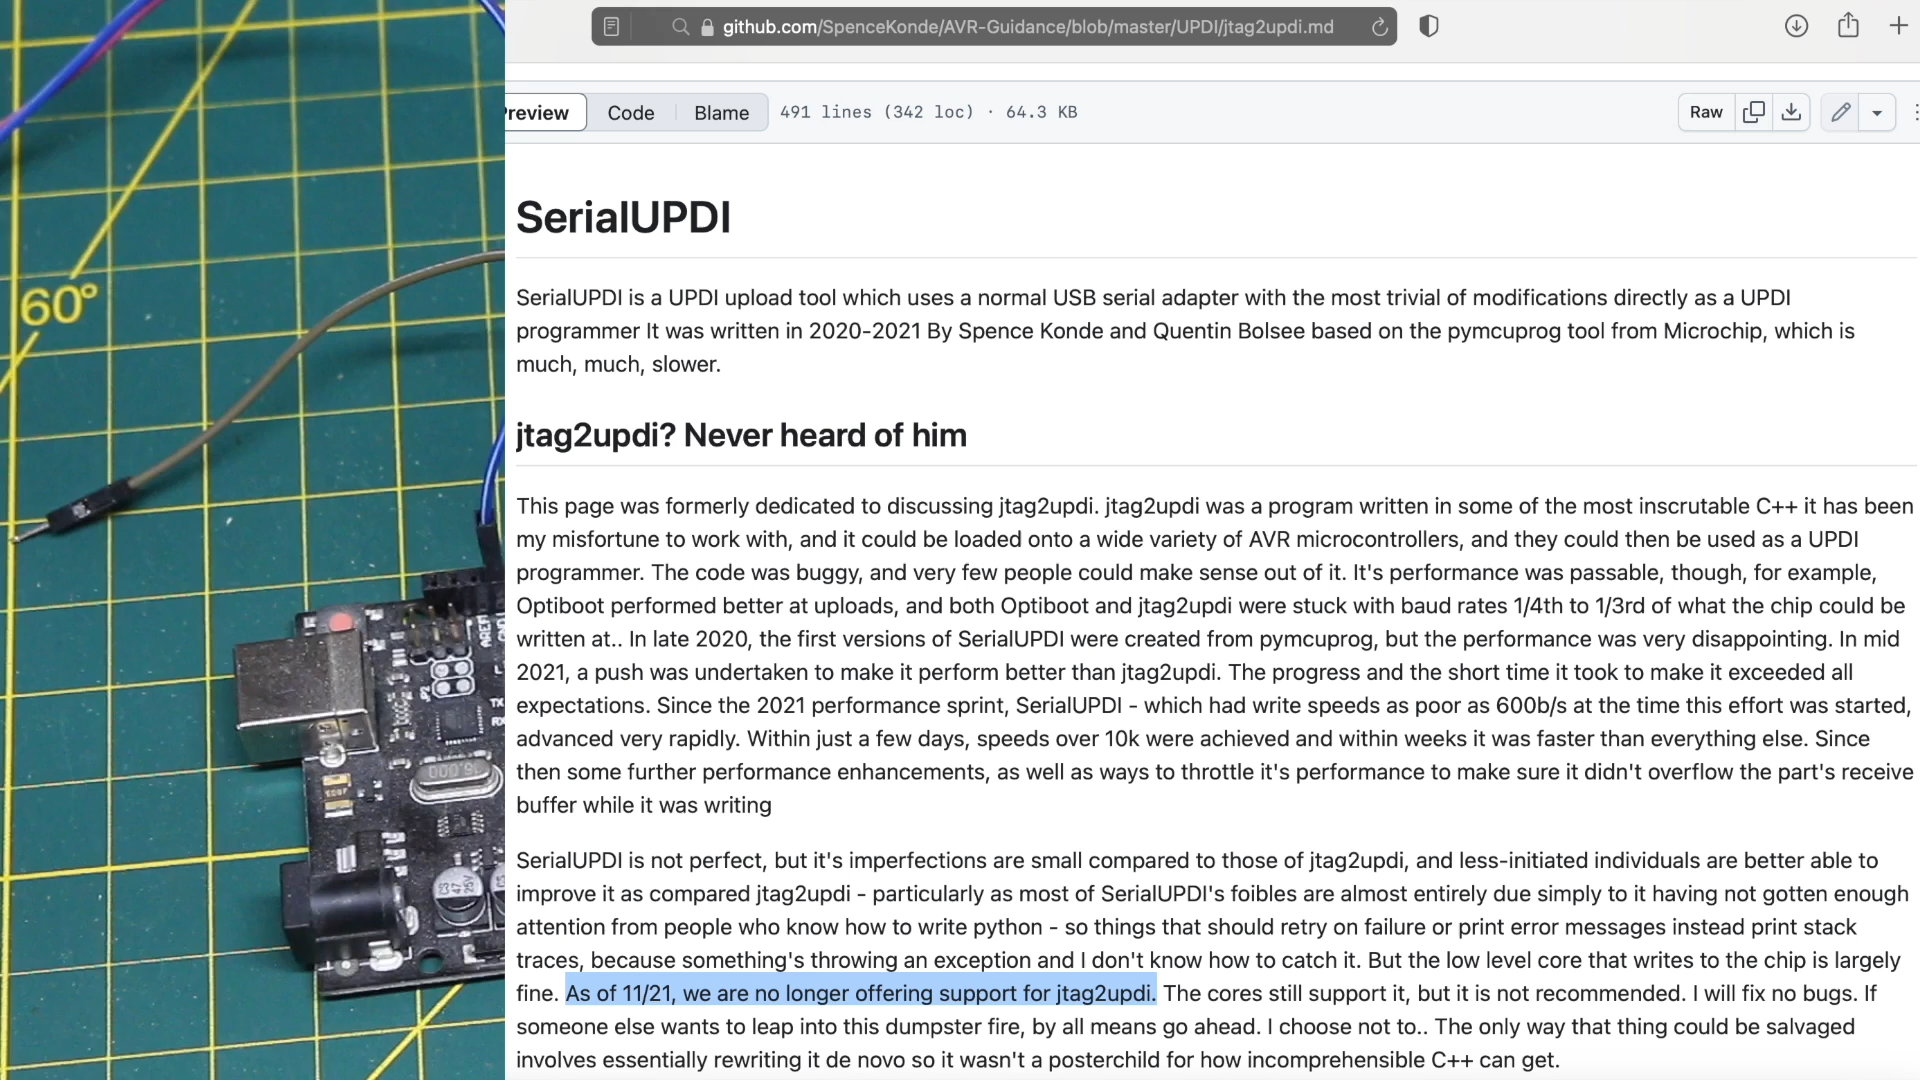 github.com/SpenceKonde/AVR-Guidance/blob/master/UPDI/jtag2updi.md
Preview Code Blame 491 lines (342 loc) · 64.3 KB Raw
SerialUPDI
SerialUPDI is a UPDI upload tool which uses a normal USB serial adapter with the most trivial of modifications directly as a UPDI
programmer It was written in 2020-2021 By Spence Konde and Quentin Bolsee based on the pymcuprog tool from Microchip, which is
much, much, slower.
jtag2updi? Never heard of him
This page was formerly dedicated to discussing jtag2updi. jtag2updi was a program written in some of the most inscrutable C++ it has been
my misfortune to work with, and it could be loaded onto a wide variety of AVR microcontrollers, and they could then be used as a UPDI
programmer. The code was buggy, and very few people could make sense out of it. It's performance was passable, though, for example,
Optiboot performed better at uploads, and both Optiboot and jtag2updi were stuck with baud rates 1/4th to 1/3rd of what the chip could be
written at.. In late 2020, the first versions of SerialUPDI were created from pymcuprog, but the performance was very disappointing. In mid
2021, a push was undertaken to make it perform better than jtag2updi. The progress and the short time it took to make it exceeded all
expectations. Since the 2021 performance sprint, SerialUPDI - which had write speeds as poor as 600b/s at the time this effort was started,
advanced very rapidly. Within just a few days, speeds over 10k were achieved and within weeks it was faster than everything else. Since
then some further performance enhancements, as well as ways to throttle it's performance to make sure it didn't overflow the part's receive
buffer while it was writing
SerialUPDI is not perfect, but it's imperfections are small compared to those of jtag2updi, and less-initiated individuals are better able to
improve it as compared jtag2updi - particularly as most of SerialUPDI's foibles are almost entirely due simply to it having not gotten enough
attention from people who know how to write python - so things that should retry on failure or print error messages instead print stack
traces, because something's throwing an exception and I don't know how to catch it. But the low level core that writes to the chip is largely
fine. As of 11/21, we are no longer offering support for jtag2updi. The cores still support it, but it is not recommended. I will fix no bugs. If
someone else wants to leap into this dumpster fire, by all means go ahead. I choose not to.. The only way that thing could be salvaged
involves essentially rewriting it de novo so it wasn't a posterchild for how incomprehensible C++ can get.
60°
AREF
JP2
TX
16.000